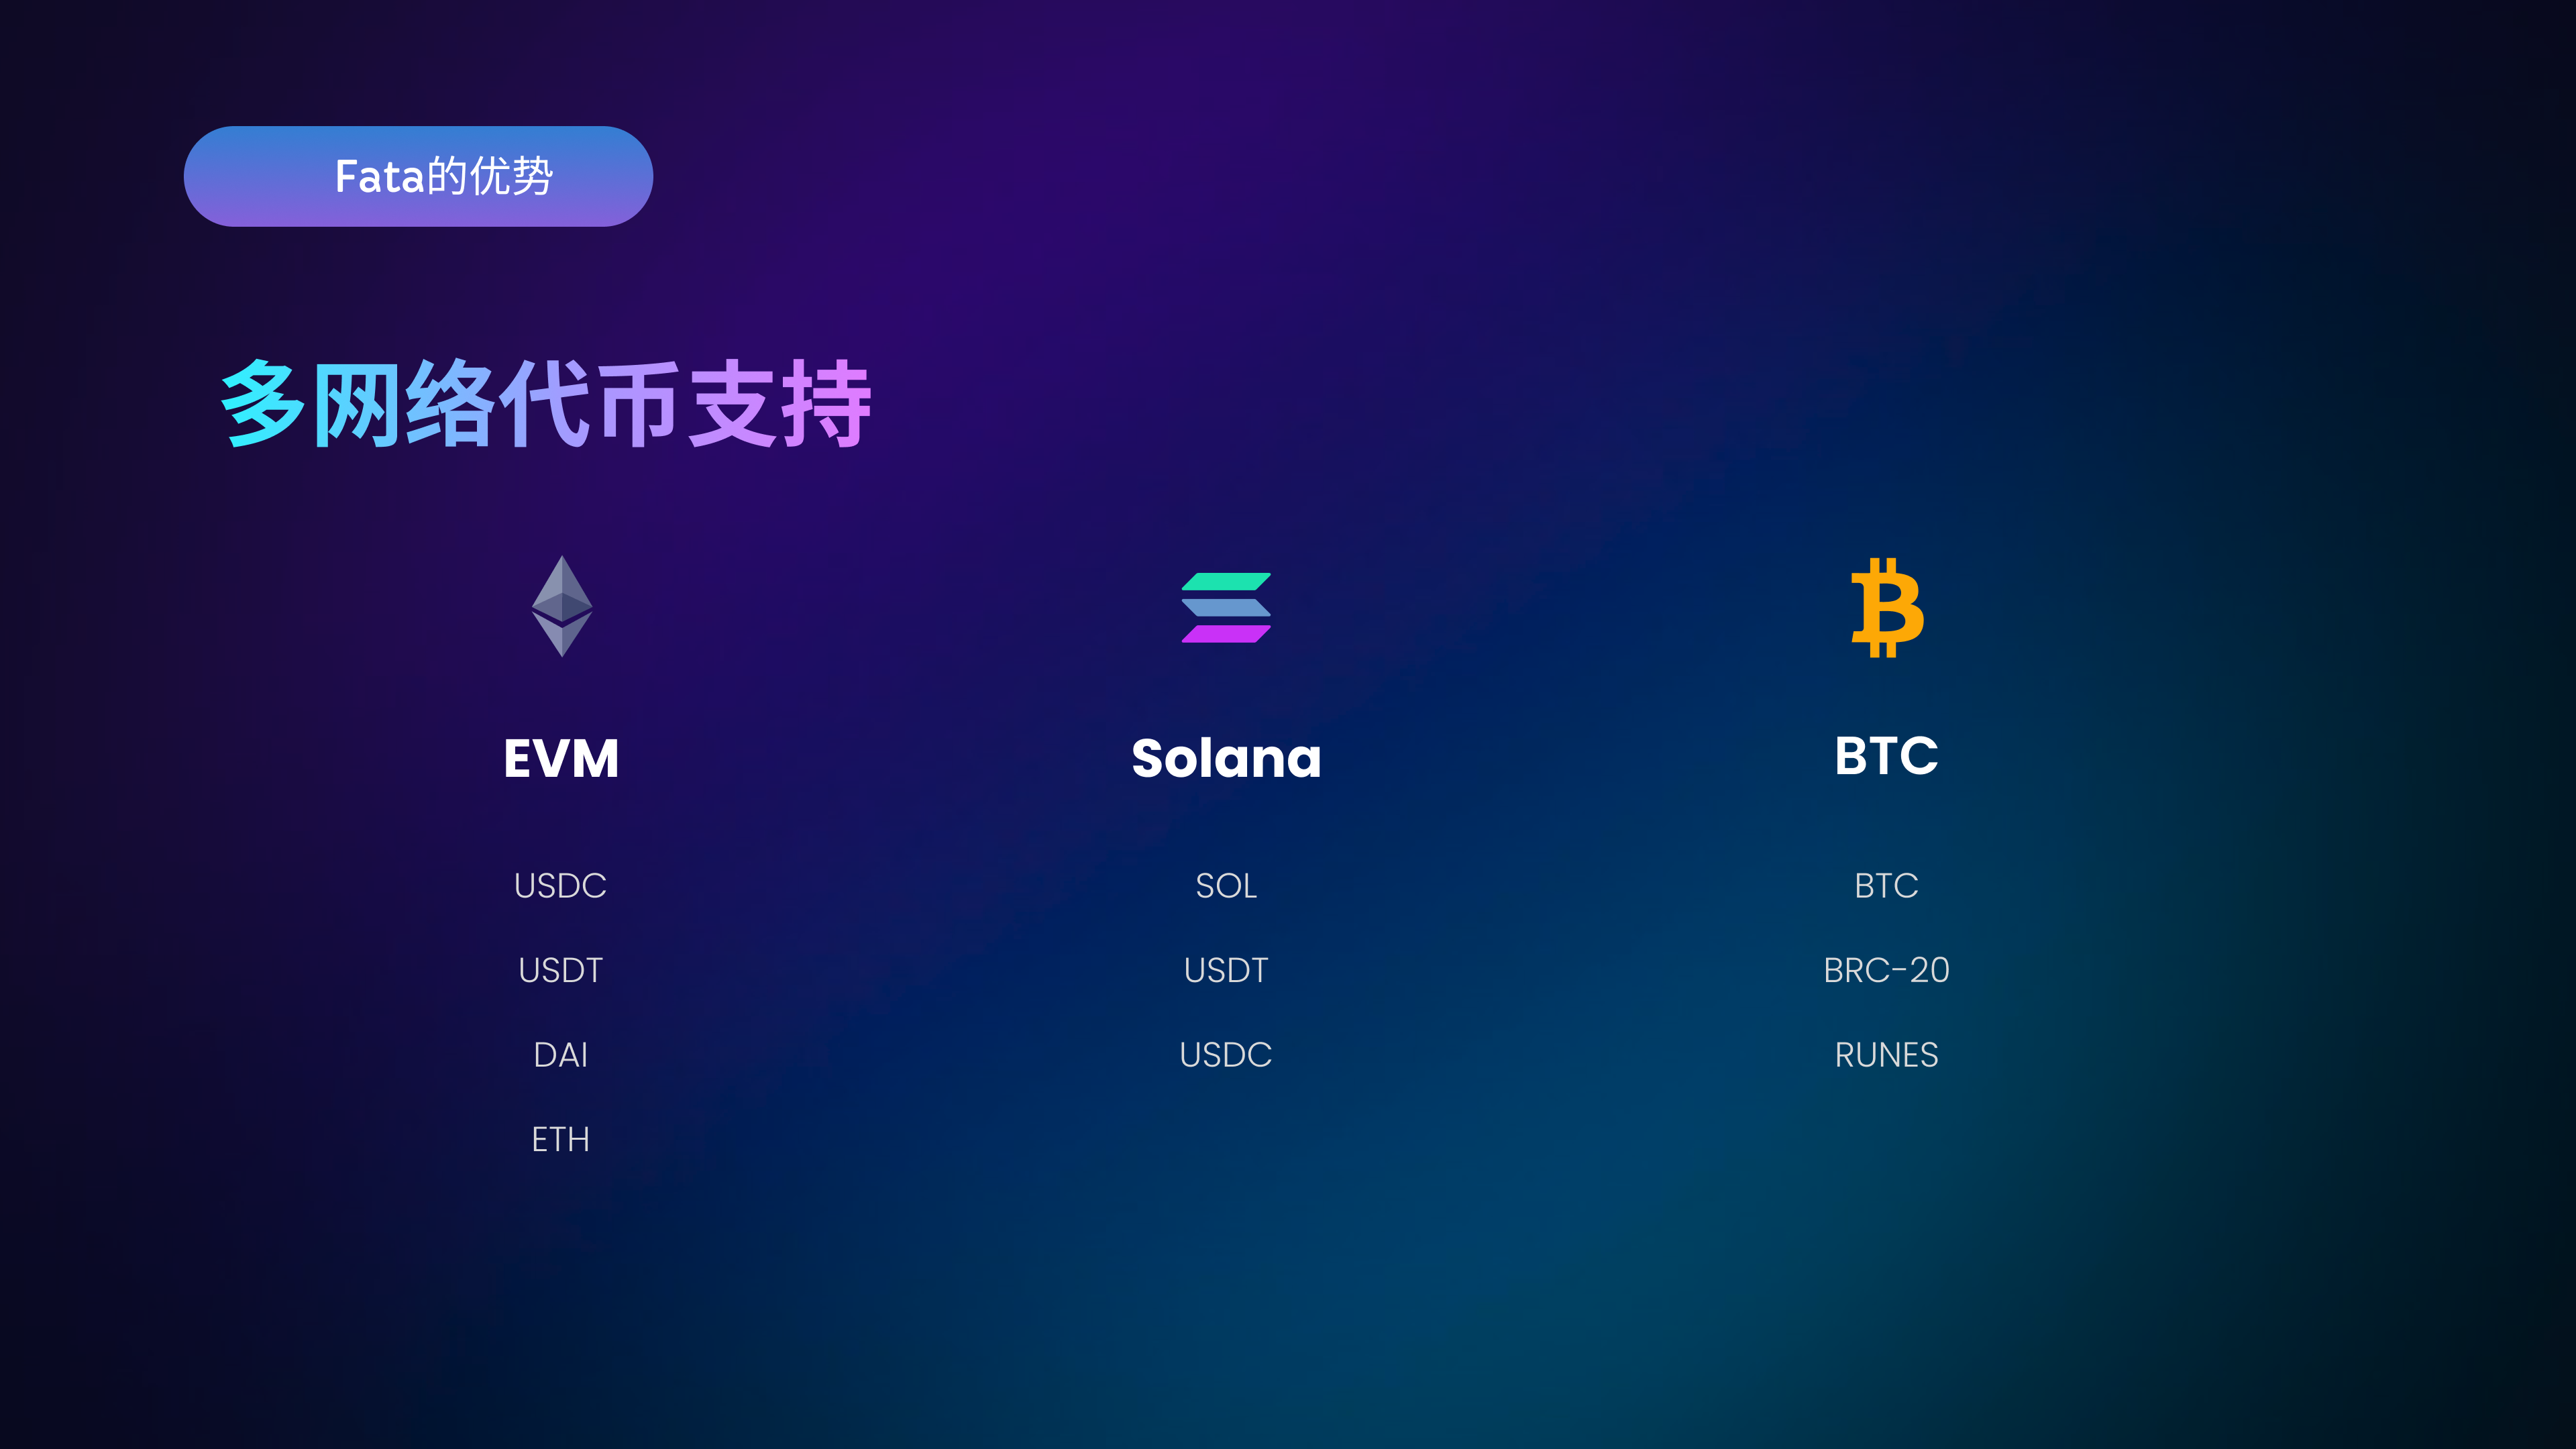 Fata的优势
多网络代币支持
EVM
USDC
USDT
DAI
ETH
Solana
SOL
USDT
USDC
BTC
BTC
BRC-20
RUNES